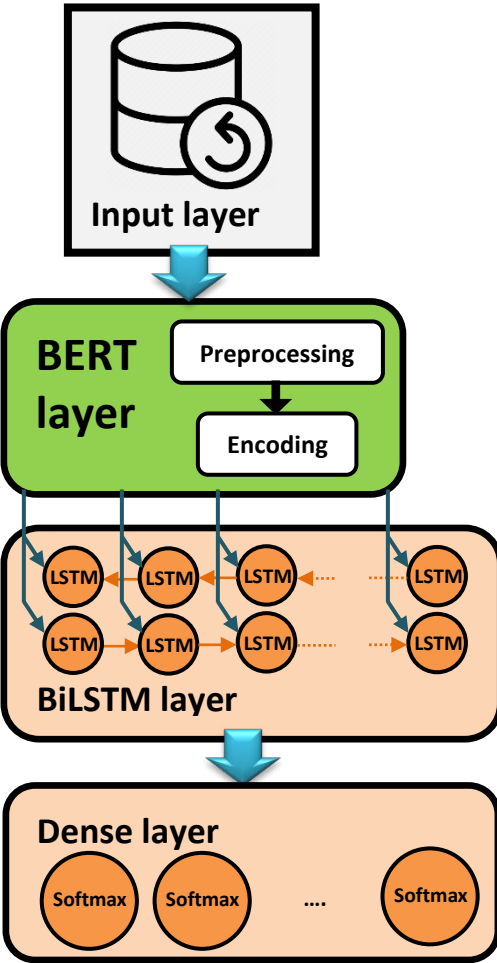 Input layer
BERT
layer
Preprocessing
Encoding
LSTM LSTM LSTM LSTM
LSTM LSTM LSTM LSTM
BiLSTM layer
Dense layer
Softmax Softmax .... Softmax